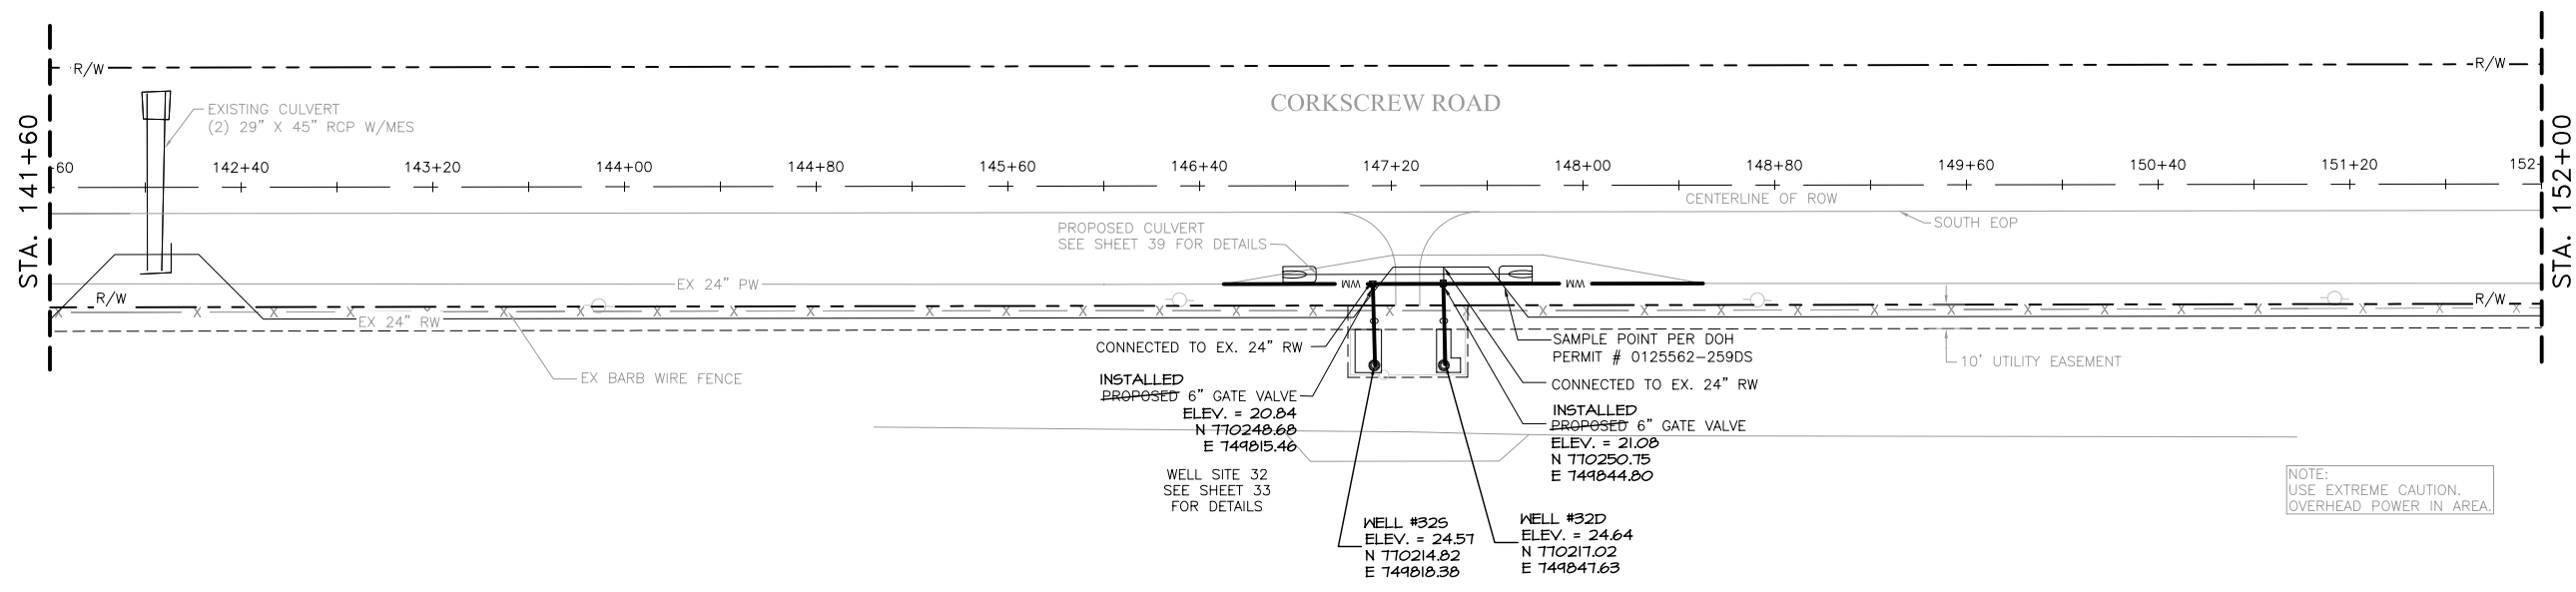 R/W
R/W
CORKSCREW ROAD
EXISTING CULVERT
(2) 29" X 45" RCP W/MES
STA. 141+60
STA. 152+00
60
142+40
143+20
144+00
144+80
145+60
146+40
147+20
148+00
148+80
149+60
150+40
151+20
152
CENTERLINE OF ROW
SOUTH EOP
PROPOSED CULVERT
SEE SHEET 39 FOR DETAILS
EX 24" PW
WM
WM
R/W
R/W
EX 24" RW
CONNECTED TO EX. 24" RW
SAMPLE POINT PER DOH
PERMIT # 0125562-259DS
10' UTILITY EASEMENT
EX BARB WIRE FENCE
CONNECTED TO EX. 24" RW
INSTALLED
PROPOSED 6" GATE VALVE
ELEV. = 20.84
N 770248.68
E 749815.46
INSTALLED
PROPOSED 6" GATE VALVE
ELEV. = 21.08
N 770250.75
E 749844.80
WELL SITE 32
SEE SHEET 33
FOR DETAILS
NOTE:
USE EXTREME CAUTION.
OVERHEAD POWER IN AREA.
WELL #32S
ELEV. = 24.57
N 770214.82
E 749818.38
WELL #32D
ELEV. = 24.64
N 770217.02
E 749847.63